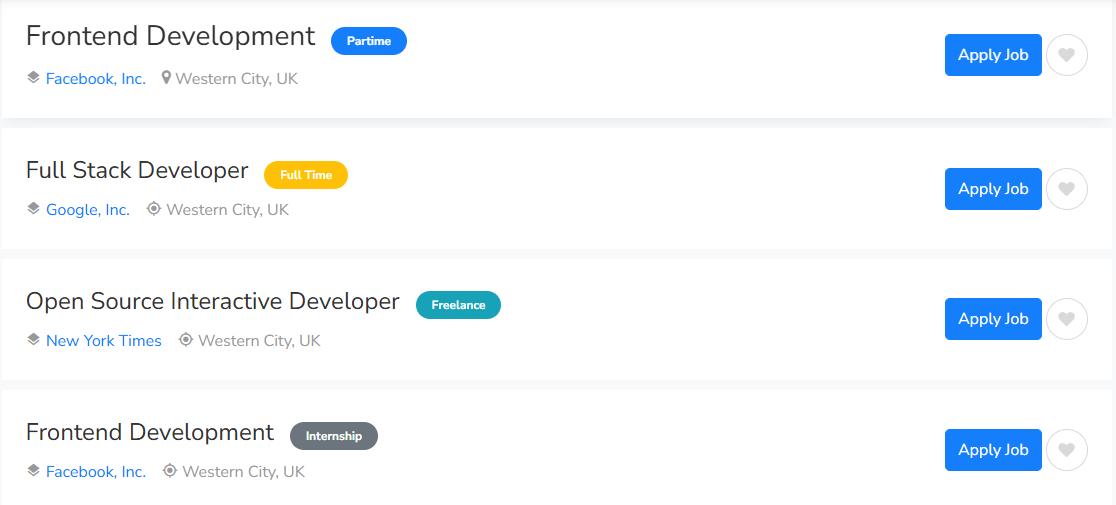 Frontend Development Partime
Facebook, Inc. Western City, UK
Apply Job
Full Stack Developer Full Time
Google, Inc. Western City, UK
Apply Job
Open Source Interactive Developer Freelance
New York Times Western City, UK
Apply Job
Frontend Development Internship
Facebook, Inc. Western City, UK
Apply Job